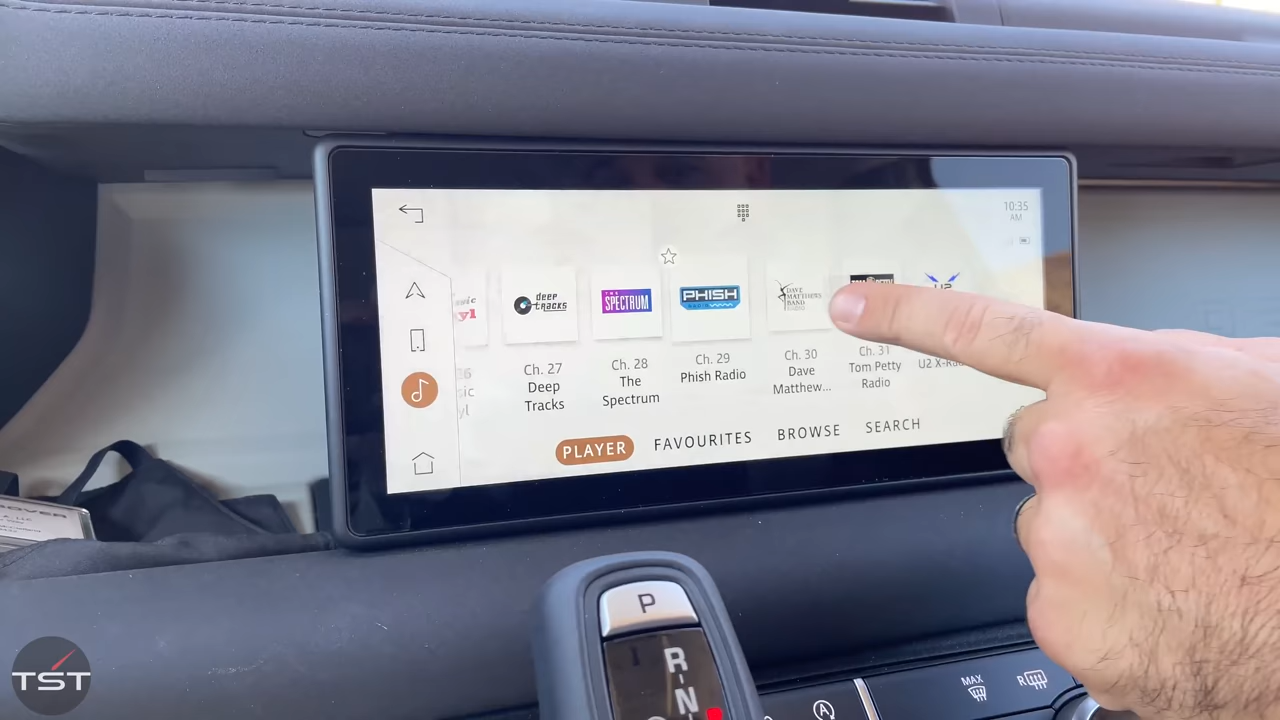 10:35
AM
deep
tracks
THE
SPECTRUM
PHISH
DAVE
MATTHEWS
BAND
U2
Ch. 27
Deep
Tracks
Ch. 28
The
Spectrum
Ch. 29
Phish Radio
Ch. 30
Dave
Matthew...
Ch. 31
Tom Petty
Radio
U2 X-Ra
PLAYER
FAVOURITES
BROWSE
SEARCH
P
R
N
MAX
R
TST